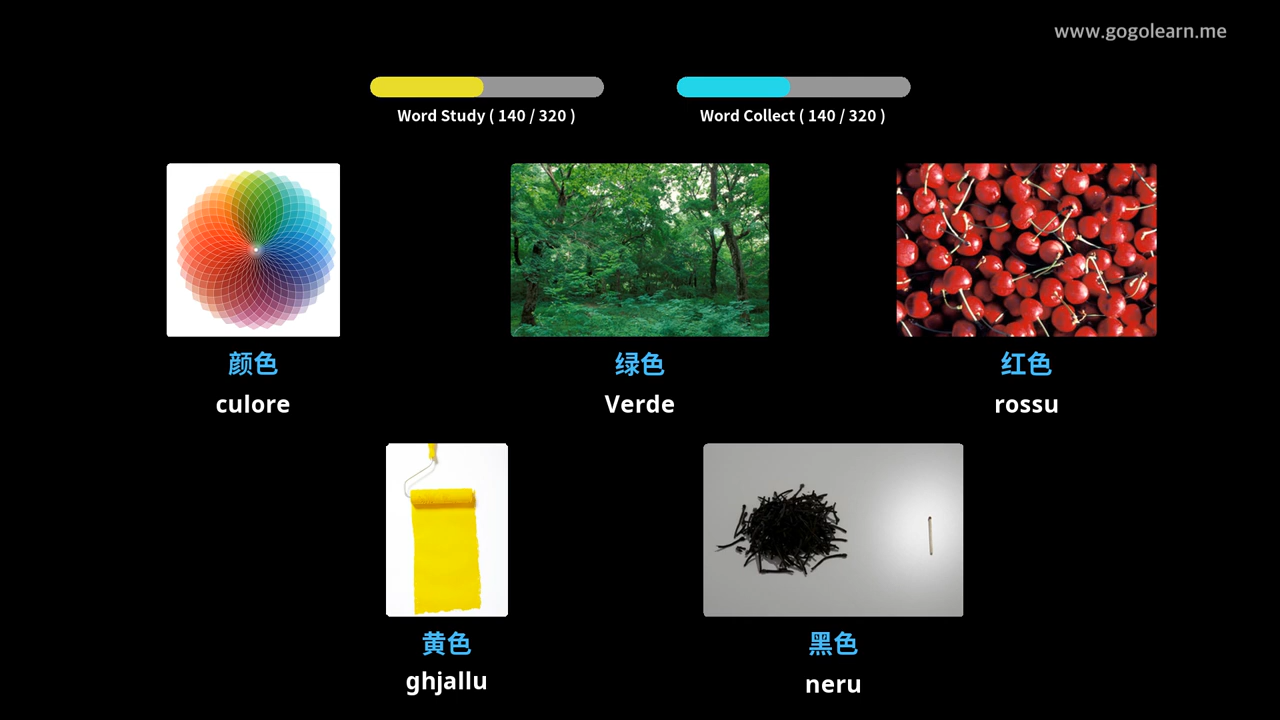 www.gogolearn.me
Word Study ( 140 / 320 )
Word Collect ( 140 / 320 )
颜色
绿色
红色
culore
Verde
rossu
黄色
黑色
ghjallu
neru